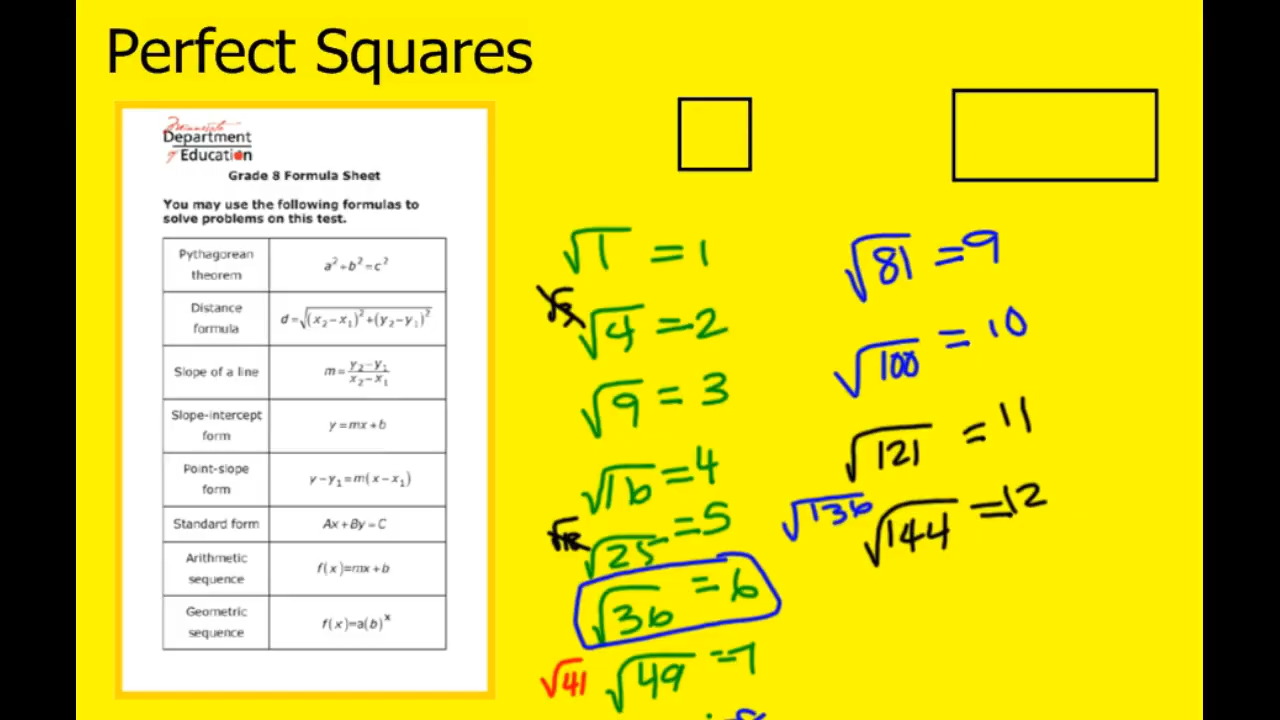 Perfect Squares
Minnesota
Department
of Education
Grade 8 Formula Sheet
You may use the following formulas to
solve problems on this test.
Pythagorean
theorem
a²+b²=c²
Distance
formula
d=√(x₂−x₁)²+(y₂−y₁)²
Slope of a line
m=y₂−y₁/x₂−x₁
Slope-intercept
form
y=mx+b
Point-slope
form
y−y₁=m(x−x₁)
Standard form
Ax+By=C
Arithmetic
sequence
f(x)=mx+b
Geometric
sequence
f(x)=a(b)ˣ
√1 = 1
√4 = 2
√9 = 3
√16 = 4
√25 = 5
√36 = 6
√41
√49 = 7
√81 = 9
√100 = 10
√121 = 11
√136
√144 = 12